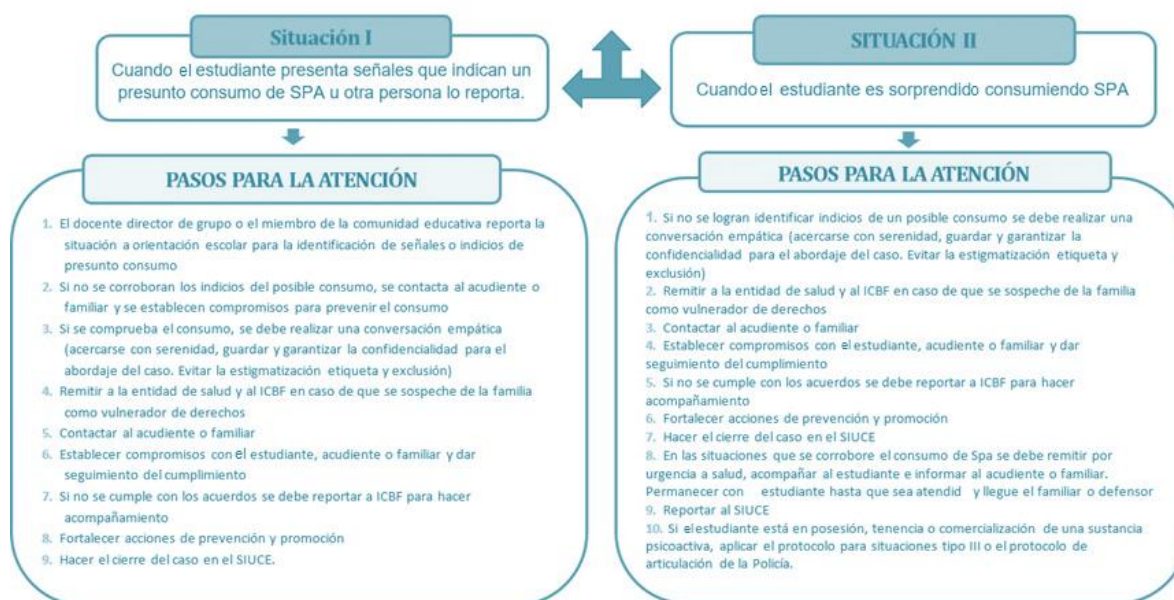 Situación I
Cuando el estudiante presenta señales que indican un
presunto consumo de SPA u otra persona lo reporta.
PASOS PARA LA ATENCIÓN
1. El docente director de grupo o el miembro de la comunidad educativa reporta la
situación a orientación escolar para la identificación de señales o indicios de
presunto consumo
2. Si no se corroboran los indicios del posible consumo, se contacta al acudiente o
familiar y se establecen compromisos para prevenir el consumo
3. Si se comprueba el consumo, se debe realizar una conversación empática
(acercarse con serenidad, guardar y garantizar la confidencialidad para el
abordaje del caso. Evitar la estigmatización etiqueta y exclusión)
4. Remitir a la entidad de salud y al ICBF en caso de que se sospeche de la familia
como vulnerador de derechos
5. Contactar al acudiente o familiar
6. Establecer compromisos con el estudiante, acudiente o familiar y dar
seguimiento del cumplimiento
7. Si no se cumple con los acuerdos se debe reportar a ICBF para hacer
acompañamiento
8. Fortalecer acciones de prevención y promoción
9. Hacer el cierre del caso en el SIUCE.
SITUACIÓN II
Cuando el estudiante es sorprendido consumiendo SPA
PASOS PARA LA ATENCIÓN
1. Si no se logran identificar indicios de un posible consumo se debe realizar una
conversación empática (acercarse con serenidad, guardar y garantizar la
confidencialidad para el abordaje del caso. Evitar la estigmatización etiqueta y
exclusión)
2. Remitir a la entidad de salud y al ICBF en caso de que se sospeche de la familia
como vulnerador de derechos
3. Contactar al acudiente o familiar
4. Establecer compromisos con el estudiante, acudiente o familiar y dar
seguimiento del cumplimiento
5. Si no se cumple con los acuerdos se debe reportar a ICBF para hacer
acompañamiento
6. Fortalecer acciones de prevención y promoción
7. Hacer el cierre del caso en el SIUCE
8. En las situaciones que se corrobore el consumo de Spa se debe remitir por
urgencia a salud, acompañar al estudiante e informar al acudiente o familiar.
Permanecer con estudiante hasta que sea atendid y llegue el familiar o defensor
9. Reportar al SIUCE
10. Si el estudiante está en posesión, tenencia o comercialización de una sustancia
psicoactiva, aplicar el protocolo para situaciones tipo III o el protocolo de
articulación de la Policía.